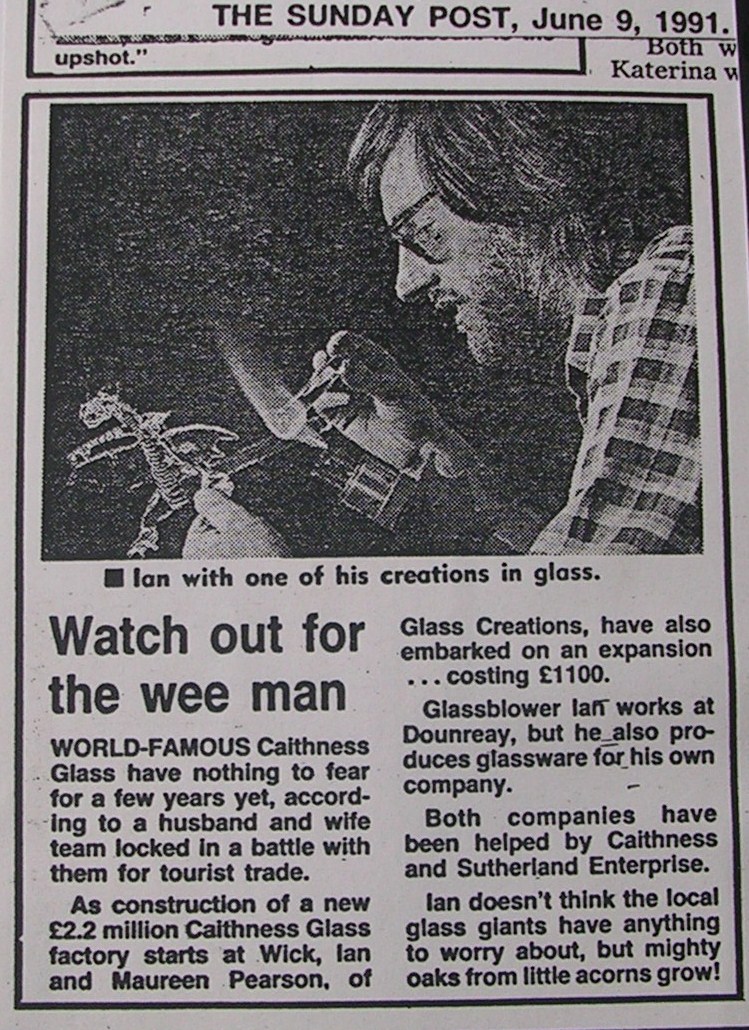 THE SUNDAY POST, June 9, 1991.
upshot."
Both w
Katerina w
■ Ian with one of his creations in glass.
Watch out for
the wee man
WORLD-FAMOUS Caithness
Glass have nothing to fear
for a few years yet, accord-
ing to a husband and wife
team locked in a battle with
them for tourist trade.
As construction of a new
£2.2 million Caithness Glass
factory starts at Wick, Ian
and Maureen Pearson, of
Glass Creations, have also
embarked on an expansion
... costing £1100.
Glassblower Ian works at
Dounreay, but he also pro-
duces glassware for his own
company.
Both companies have
been helped by Caithness
and Sutherland Enterprise.
Ian doesn't think the local
glass giants have anything
to worry about, but mighty
oaks from little acorns grow!